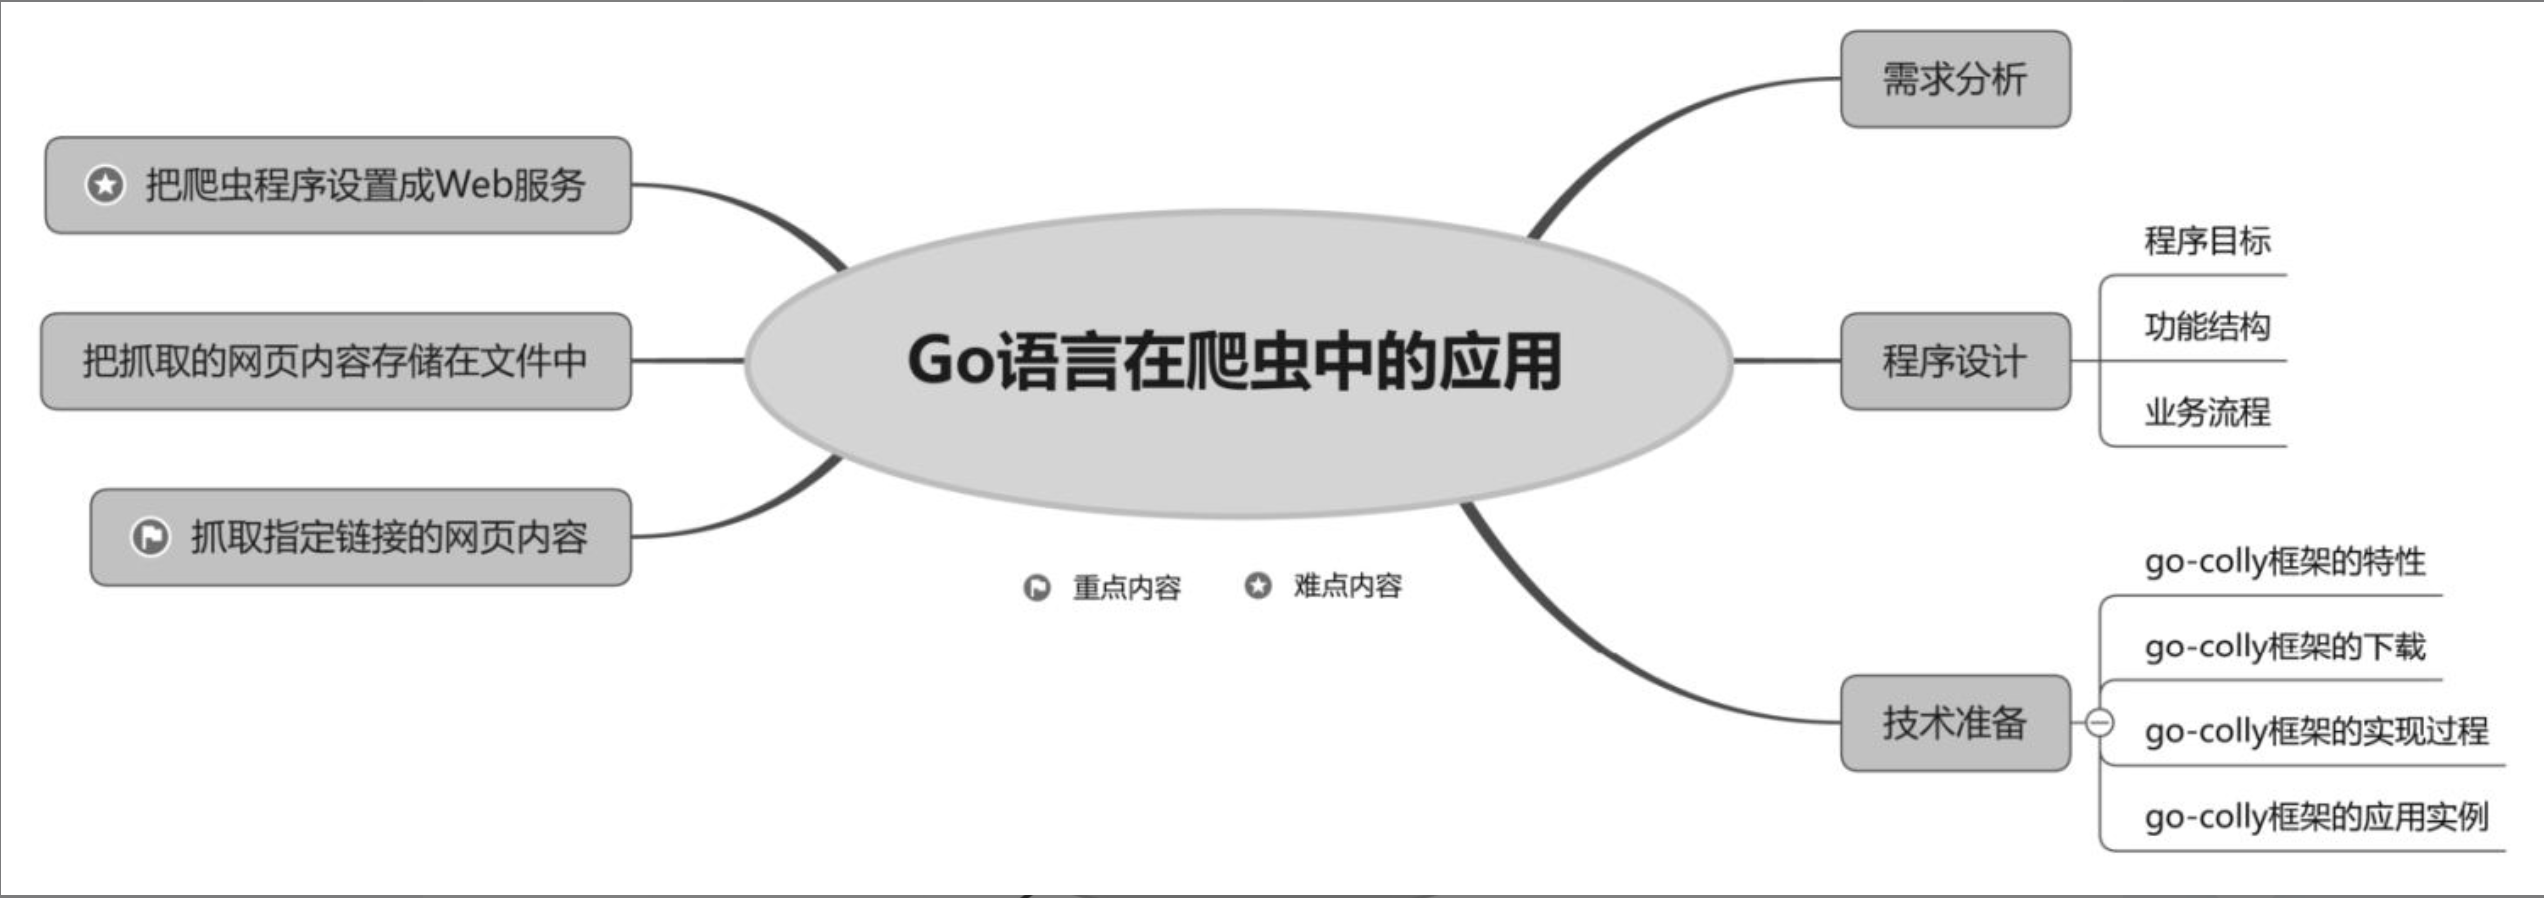 Go语言在爬虫中的应用
需求分析
程序设计
程序目标
功能结构
业务流程
技术准备
go-colly框架的特性
go-colly框架的下载
go-colly框架的实现过程
go-colly框架的应用实例
抓取指定链接的网页内容
把抓取的网页内容存储在文件中
把爬虫程序设置成Web服务
重点内容
难点内容